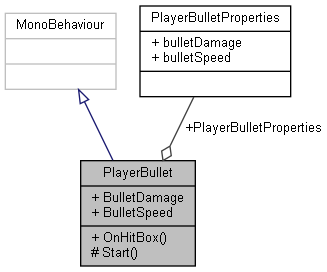 MonoBehaviour
PlayerBulletProperties
+ bulletDamage
+ bulletSpeed
+PlayerBulletProperties
PlayerBullet
+ BulletDamage
+ BulletSpeed
+ OnHitBox()
# Start()